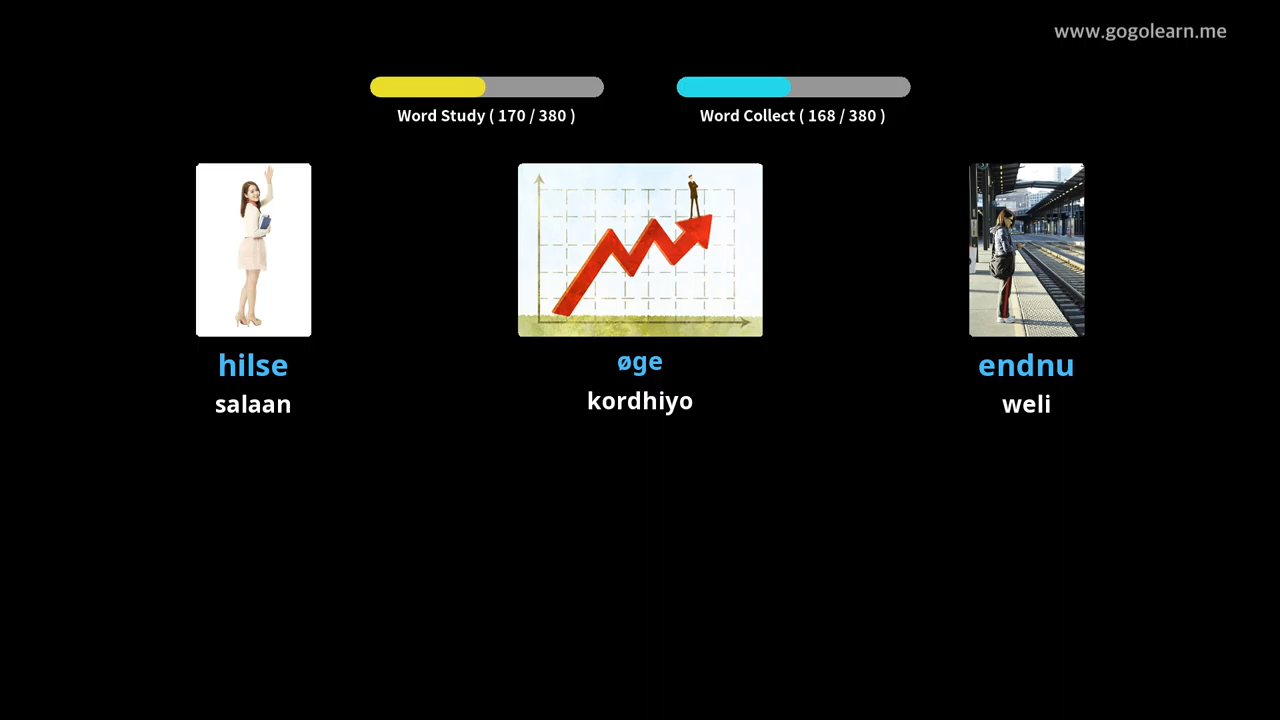 www.gogolearn.me
Word Study ( 170 / 380 )
Word Collect ( 168 / 380 )
hilse
salaan
øge
kordhiyo
endnu
weli